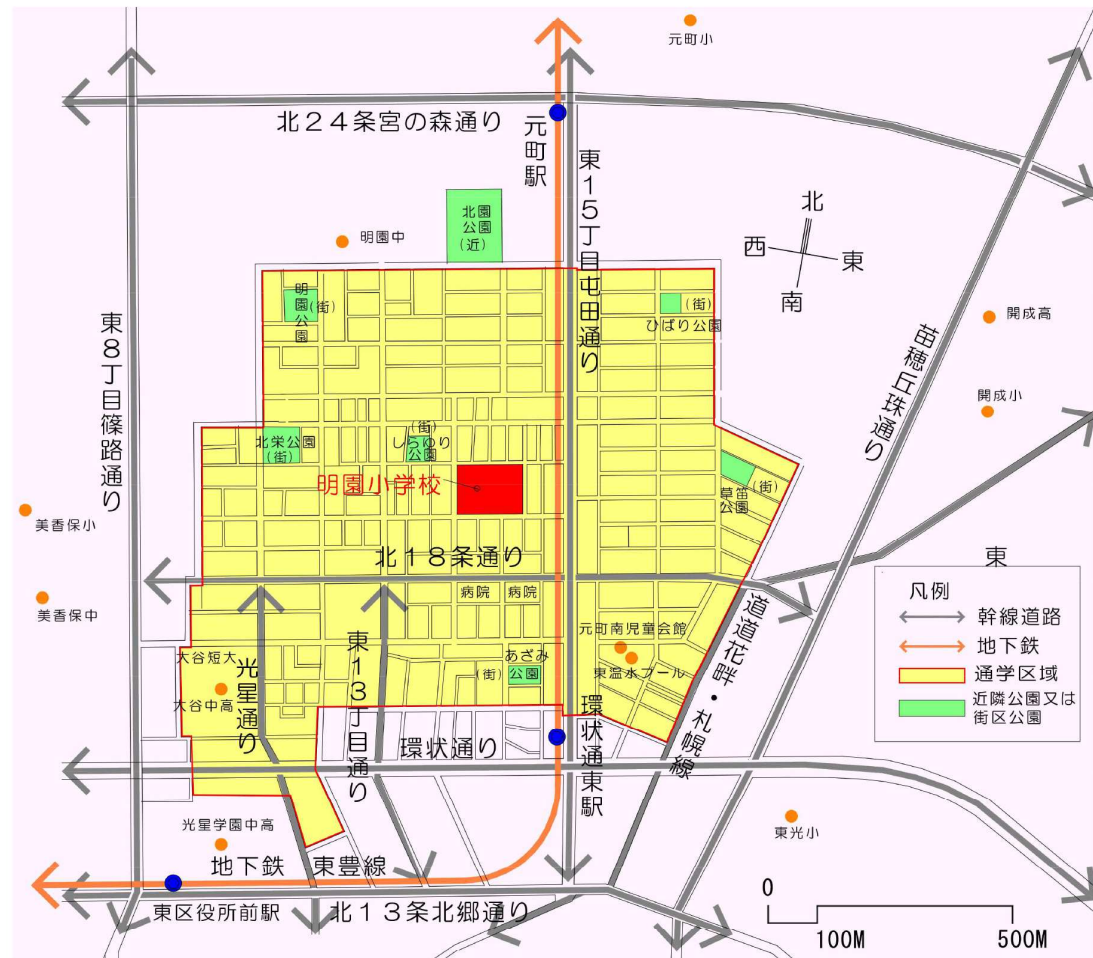 元町小
北24条宮の森通り
元町駅
東15丁目屯田通り
北園
公園
(近)
明園中
北
西
東
南
明園公園
(街)
(街)
ひばり公園
開成高
東8丁目篠路通り
苗穂丘珠通り
開成小
北栄公園
(街)
(街)
しらゆり
公園
明園小学校
草笛
公園
(街)
美香保小
北18条通り
美香保中
病院
病院
東
凡例
幹線道路
地下鉄
通学区域
近隣公園又は
街区公園
道道花畔・札幌線
元町南児童会館
東温水プール
大谷短大
大谷中高
光星通り
東13丁目通り
あざみ
(街)
公園
環状通り
環状通東駅
光星学園中高
東光小
地下鉄 東豊線
東区役所前駅
北13条北郷通り
0
100M
500M